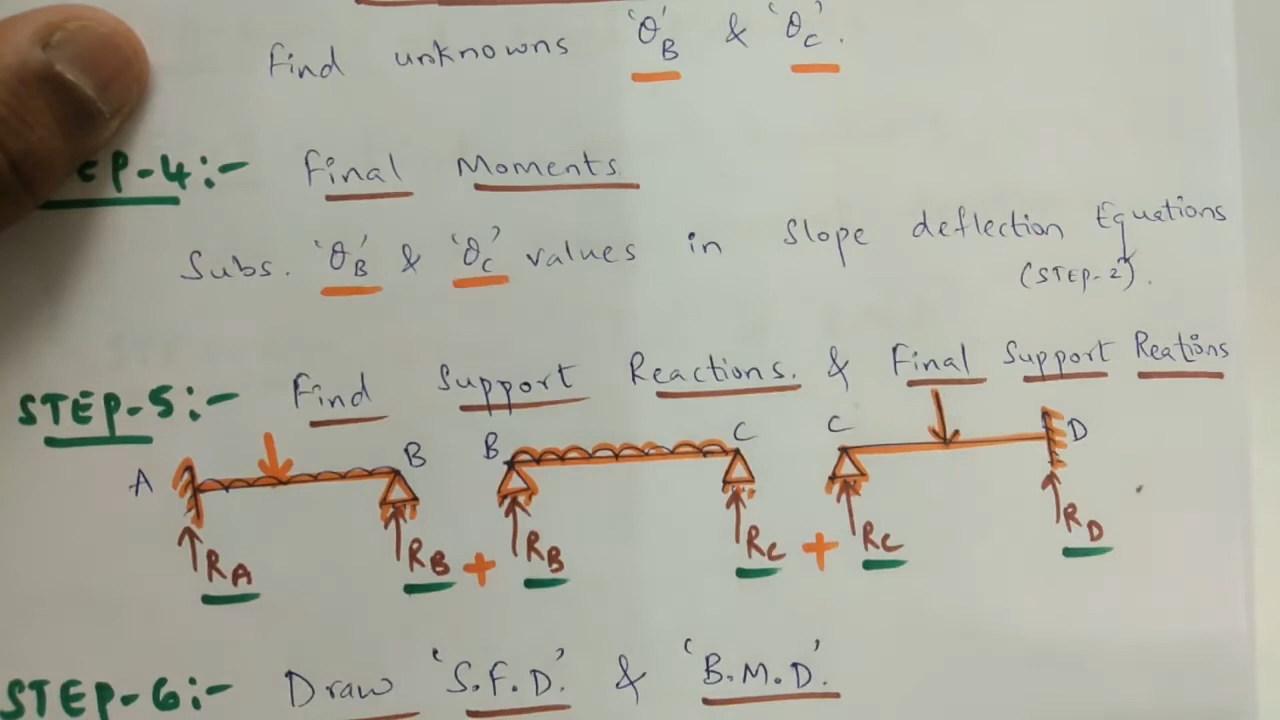 Find unknowns 'θB' & 'θC'.
EP-4:- Final Moments
Subs. 'θB' & 'θC' values in Slope deflection Equations
(STEP-2).
STEP-5:- Find Support Reactions. & Final Support Reations
A B B C C D
RA RB + RB RC + RC RD
STEP-6:- Draw 'S.F.D.' & 'B.M.D.'